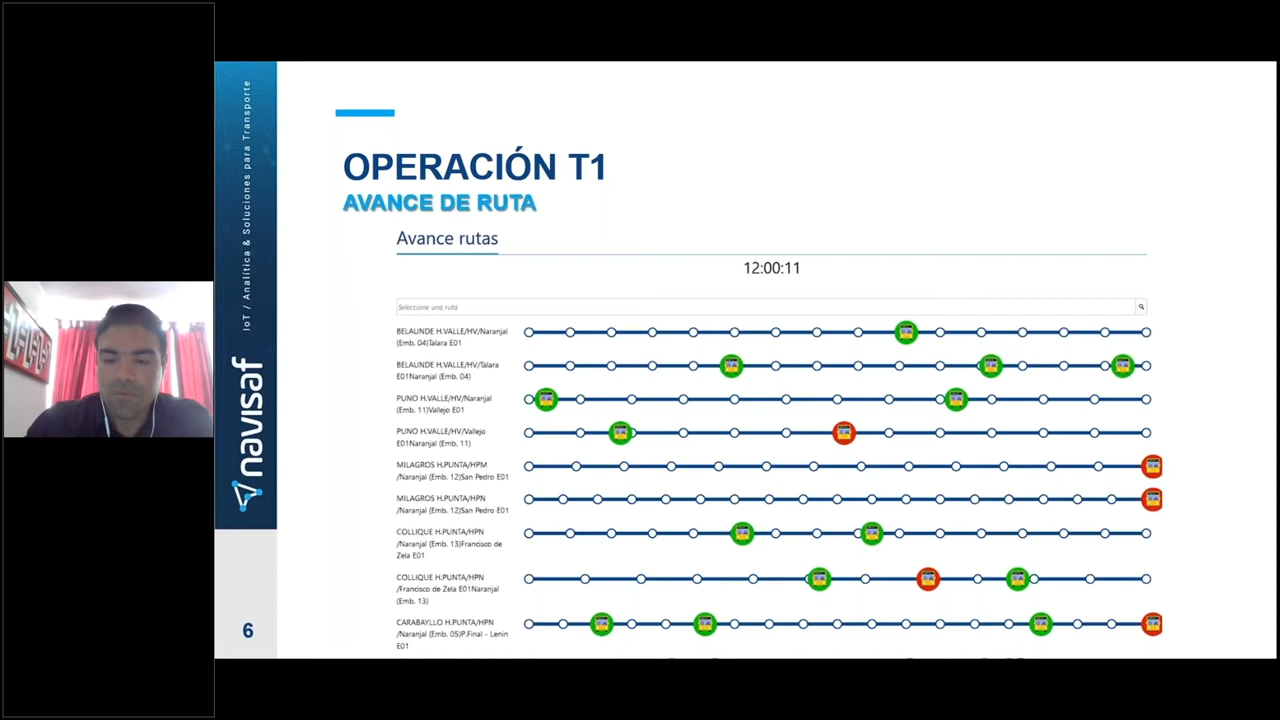 IoT / Analítica & Soluciones para Transporte
navisaf
6
OPERACIÓN T1
AVANCE DE RUTA
Avance rutas
12:00:11
Seleccione una ruta
BELAUNDE H.VALLE/HV/Naranjal
(Emb. 04)Talara E01
BELAUNDE H.VALLE/HV/Talara
E01Naranjal (Emb. 04)
PUNO H.VALLE/HV/Naranjal
(Emb. 11)Vallejo E01
PUNO H.VALLE/HV/Vallejo
E01Naranjal (Emb. 11)
MILAGROS H.PUNTA/HPM
/Naranjal (Emb. 12)San Pedro E01
MILAGROS H.PUNTA/HPN
/Naranjal (Emb. 12)San Pedro E01
COLLIQUE H.PUNTA/HPN
/Naranjal (Emb. 13)Francisco de
Zela E01
COLLIQUE H.PUNTA/HPN
/Francisco de Zela E01Naranjal
(Emb. 13)
CARABAYLLO H.PUNTA/HPN
/Naranjal (Emb. 05)P.Final - Lenin
E01